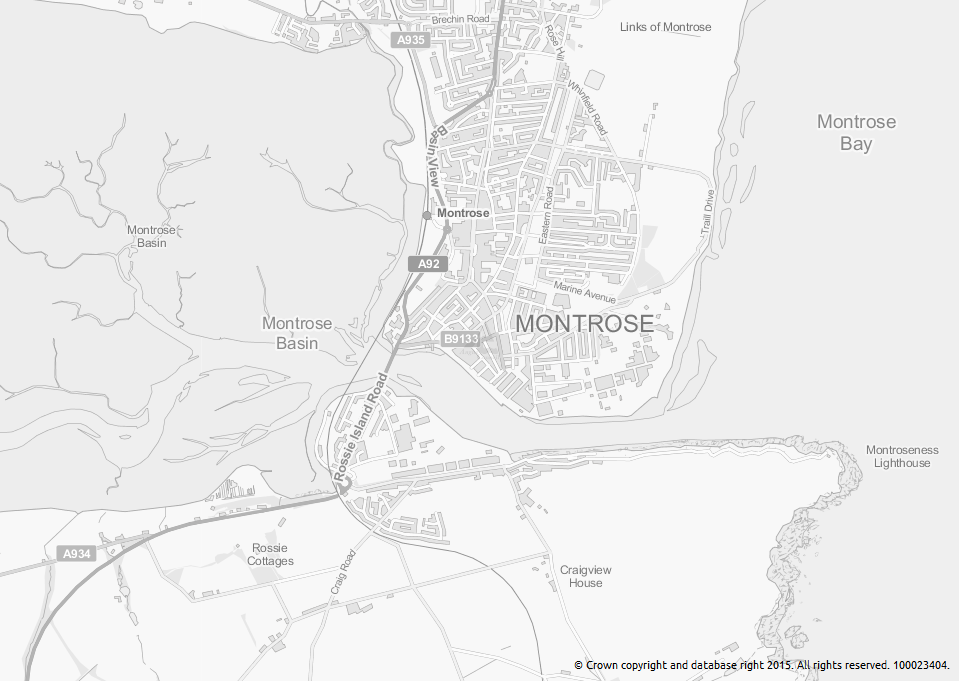 Brechin Road
Links of Montrose
A935
Rose Hill
Whinfield Road
Montrose
Bay
Basin View
Traill Drive
Eastern Road
Montrose
Montrose
Basin
A92
Marine Avenue
Montrose
Basin
MONTROSE
B9133
Rossie Island Road
Montroseness
Lighthouse
A934
Rossie
Cottages
Craig Road
Craigview
House
© Crown copyright and database right 2015. All rights reserved. 100023404.